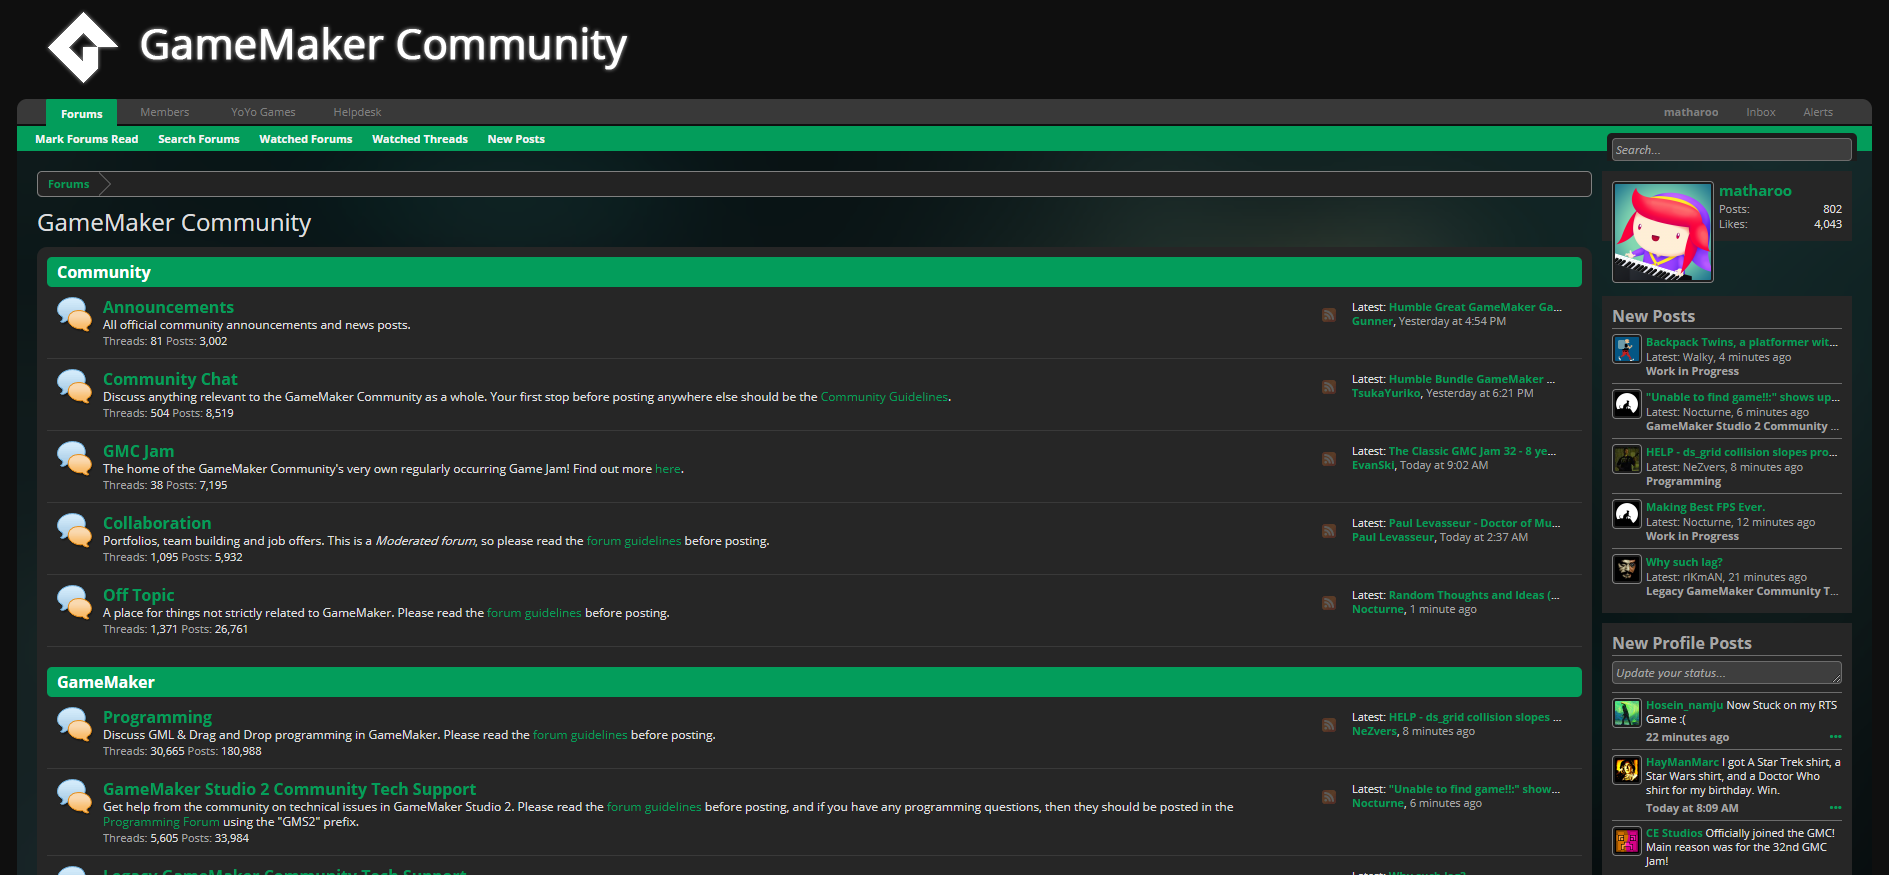 GameMaker Community
Forums
Members
YoYo Games
Helpdesk
matharoo
Inbox
Alerts
Mark Forums Read
Search Forums
Watched Forums
Watched Threads
New Posts
Search...
Forums
GameMaker Community
Community
Announcements
All official community announcements and news posts.
Threads: 81 Posts: 3,002
Latest: Humble Great GameMaker Ga...
Gunner, Yesterday at 4:54 PM
Community Chat
Discuss anything relevant to the GameMaker Community as a whole. Your first stop before posting anywhere else should be the Community Guidelines.
Threads: 504 Posts: 8,519
Latest: Humble Bundle GameMaker ...
TsukaYuriko, Yesterday at 6:21 PM
GMC Jam
The home of the GameMaker Community's very own regularly occurring Game Jam! Find out more here.
Threads: 38 Posts: 7,195
Latest: The Classic GMC Jam 32 - 8 ye...
EvanSki, Today at 9:02 AM
Collaboration
Portfolios, team building and job offers. This is a Moderated forum, so please read the forum guidelines before posting.
Threads: 1,095 Posts: 5,932
Latest: Paul Levasseur - Doctor of Mu...
Paul Levasseur, Today at 2:37 AM
Off Topic
A place for things not strictly related to GameMaker. Please read the forum guidelines before posting.
Threads: 1,371 Posts: 26,761
Latest: Random Thoughts and Ideas (...
Nocturne, 1 minute ago
GameMaker
Programming
Discuss GML & Drag and Drop programming in GameMaker. Please read the forum guidelines before posting.
Threads: 30,665 Posts: 180,988
Latest: HELP - ds_grid collision slopes ...
NeZvers, 8 minutes ago
GameMaker Studio 2 Community Tech Support
Get help from the community on technical issues in GameMaker Studio 2. Please read the forum guidelines before posting, and if you have any programming questions, then they should be posted in the
Programming Forum using the "GMS2" prefix.
Threads: 5,605 Posts: 33,984
Latest: "Unable to find game!!:" show...
Nocturne, 6 minutes ago
Legacy GameMaker Community Tech Support
Latest: Why such lag?
matharoo
Posts: 802
Likes: 4,043
New Posts
Backpack Twins, a platformer wit...
Latest: Walky, 4 minutes ago
Work in Progress
"Unable to find game!!:" shows up...
Latest: Nocturne, 6 minutes ago
GameMaker Studio 2 Community ...
HELP - ds_grid collision slopes pro...
Latest: NeZvers, 8 minutes ago
Programming
Making Best FPS Ever.
Latest: Nocturne, 12 minutes ago
Work in Progress
Why such lag?
Latest: rIKmAN, 21 minutes ago
Legacy GameMaker Community T...
New Profile Posts
Update your status...
Hosein_namju Now Stuck on my RTS
Game :(
22 minutes ago
HayManMarc I got A Star Trek shirt, a
Star Wars shirt, and a Doctor Who
shirt for my birthday. Win.
Today at 8:09 AM
CE Studios Officially joined the GMC!
Main reason was for the 32nd GMC
Jam!